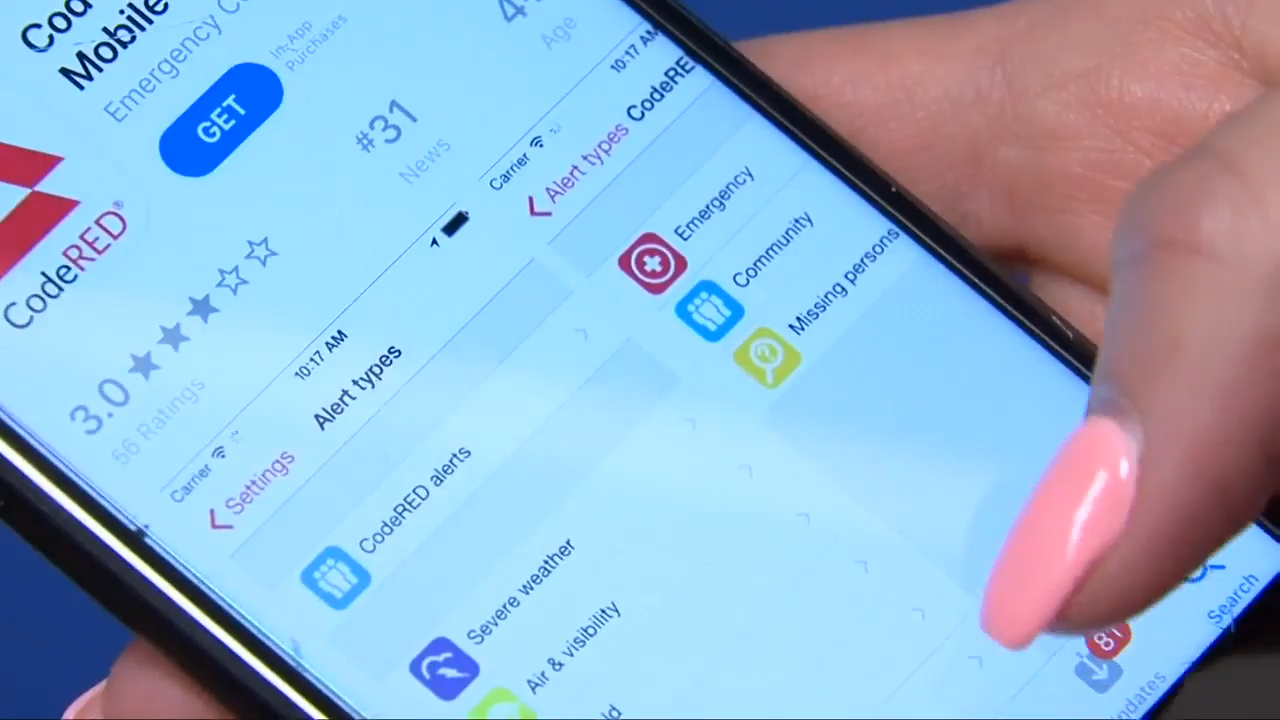 Mobile
Emergency
GET
In-App
Purchases
#31
News
Age
CodeRED®
3.0
56 Ratings
Carrier
10:17 AM
Settings
Alert types
CodeRED alerts
Severe weather
Air & visibility
Carrier
10:17 AM
Alert types
Emergency
Community
Missing persons
Search
81